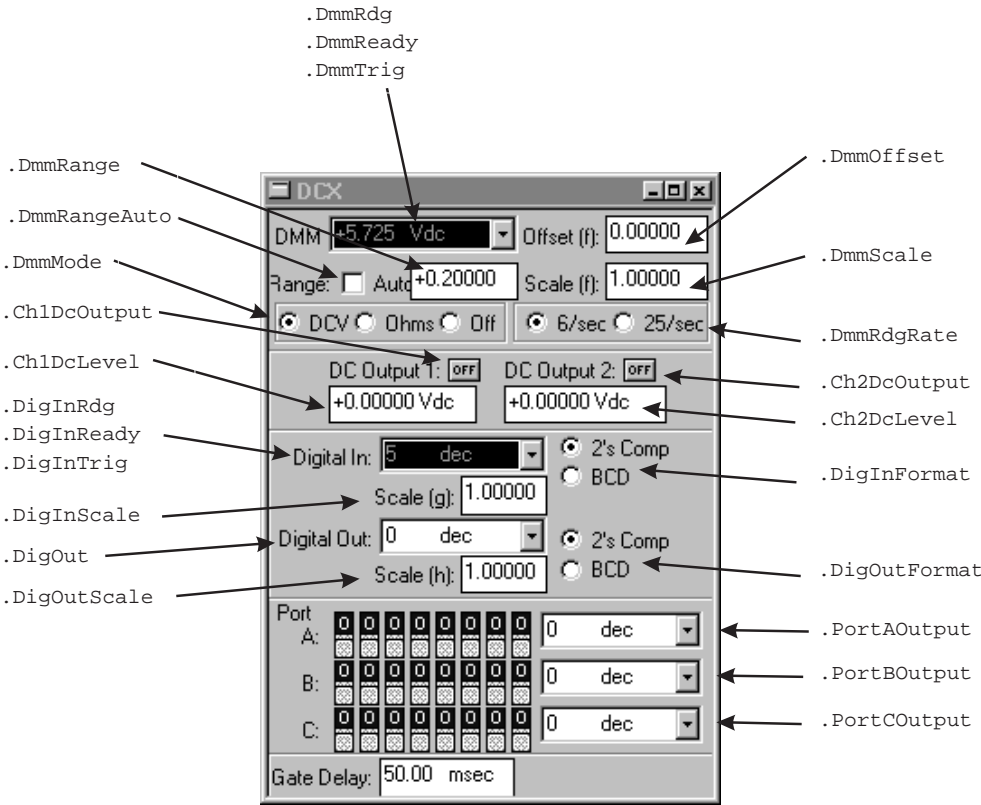 .DmmRdg
.DmmReady
.DmmTrig
.DmmRange
.DmmRangeAuto
.DmmMode
.Ch1DcOutput
.Ch1DcLevel
.DigInRdg
.DigInReady
.DigInTrig
.DigInScale
.DigOut
.DigOutScale
DCX
DMM +5.725 Vdc Offset (f): 0.00000
Range: Auto +0.20000 Scale (f): 1.00000
DCV Ohms Off 6/sec 25/sec
DC Output 1: OFF DC Output 2: OFF
+0.00000 Vdc +0.00000 Vdc
Digital In: 5 dec 2's Comp
BCD
Scale (g): 1.00000
Digital Out: 0 dec 2's Comp
BCD
Scale (h): 1.00000
Port
A: 0 0 0 0 0 0 0 0 0 dec
B: 0 0 0 0 0 0 0 0 0 dec
C: 0 0 0 0 0 0 0 0 0 dec
Gate Delay: 50.00 msec
.DmmOffset
.DmmScale
.DmmRdgRate
.Ch2DcOutput
.Ch2DcLevel
.DigInFormat
.DigOutFormat
.PortAOutput
.PortBOutput
.PortCOutput